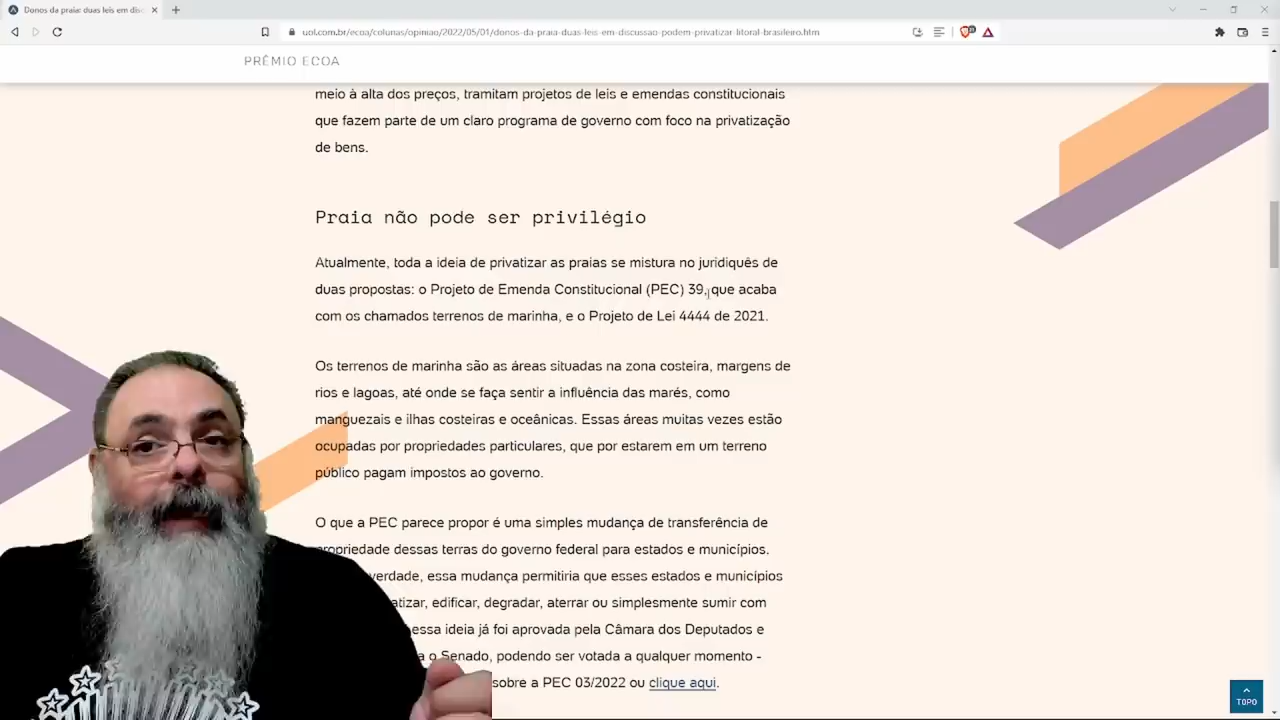 Donos da praia: duas leis em disc
uol.com.br/ecoa/colunas/opiniao/2022/05/01/donos-da-praia-duas-leis-em-discussao-podem-privatizar-litoral-brasileiro.htm
PRÊMIO ECOA
meio à alta dos preços, tramitam projetos de leis e emendas constitucionais
que fazem parte de um claro programa de governo com foco na privatização
de bens.
Praia não pode ser privilégio
Atualmente, toda a ideia de privatizar as praias se mistura no juridiquês de
duas propostas: o Projeto de Emenda Constitucional (PEC) 39, que acaba
com os chamados terrenos de marinha, e o Projeto de Lei 4444 de 2021.
Os terrenos de marinha são as áreas situadas na zona costeira, margens de
rios e lagoas, até onde se faça sentir a influência das marés, como
manguezais e ilhas costeiras e oceânicas. Essas áreas muitas vezes estão
ocupadas por propriedades particulares, que por estarem em um terreno
público pagam impostos ao governo.
O que a PEC parece propor é uma simples mudança de transferência de
propriedade dessas terras do governo federal para estados e municípios.
verdade, essa mudança permitiria que esses estados e municípios
atizar, edificar, degradar, aterrar ou simplesmente sumir com
essa ideia já foi aprovada pela Câmara dos Deputados e
o Senado, podendo ser votada a qualquer momento -
sobre a PEC 03/2022 ou clique aqui.
TOPO